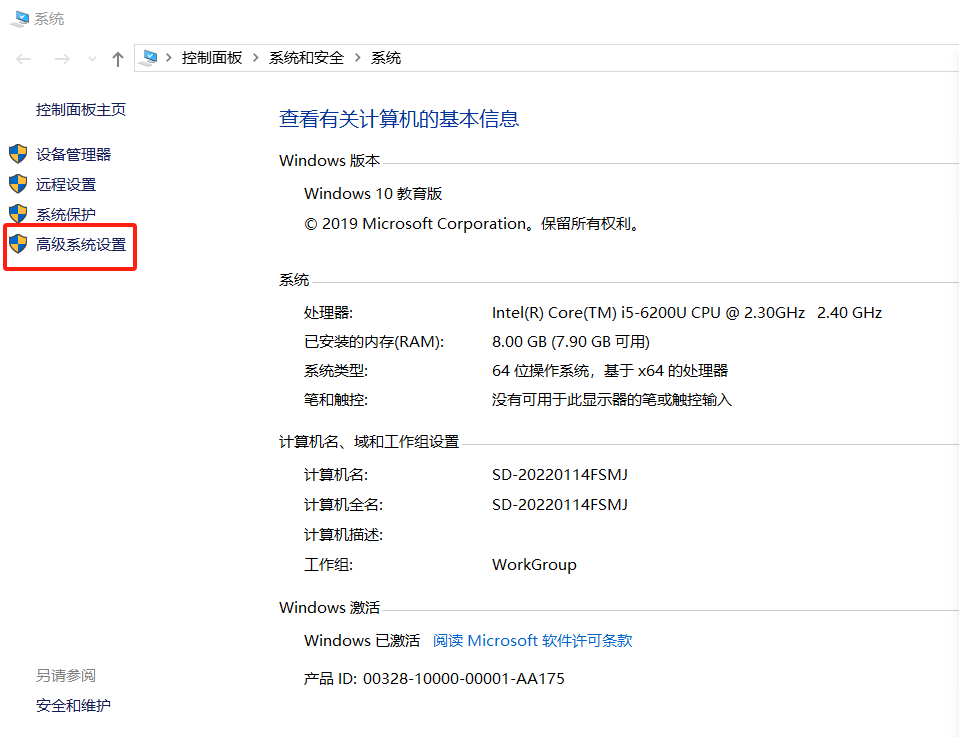 系统
控制面板 系统和安全 系统
控制面板主页
设备管理器
远程设置
系统保护
高级系统设置
查看有关计算机的基本信息
Windows 版本
Windows 10 教育版
© 2019 Microsoft Corporation。保留所有权利。
系统
处理器: Intel(R) Core(TM) i5-6200U CPU @ 2.30GHz 2.40 GHz
已安装的内存(RAM): 8.00 GB (7.90 GB 可用)
系统类型: 64 位操作系统，基于 x64 的处理器
笔和触控: 没有可用于此显示器的笔或触控输入
计算机名、域和工作组设置
计算机名: SD-20220114FSMJ
计算机全名: SD-20220114FSMJ
计算机描述:
工作组: WorkGroup
Windows 激活
Windows 已激活 阅读 Microsoft 软件许可条款
产品 ID: 00328-10000-00001-AA175
另请参阅
安全和维护